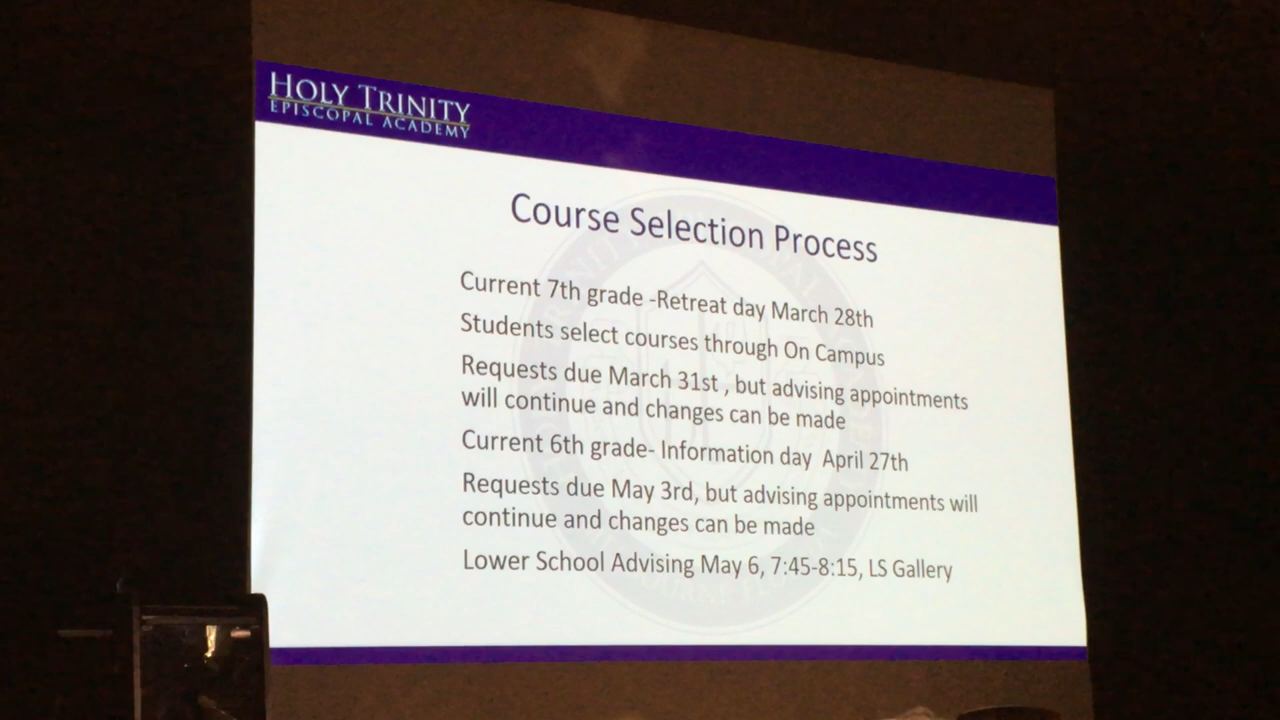 HOLY TRINITY
EPISCOPAL ACADEMY
Course Selection Process
Current 7th grade -Retreat day March 28th
Students select courses through On Campus
Requests due March 31st , but advising appointments
will continue and changes can be made
Current 6th grade- Information day April 27th
Requests due May 3rd, but advising appointments will
continue and changes can be made
Lower School Advising May 6, 7:45-8:15, LS Gallery